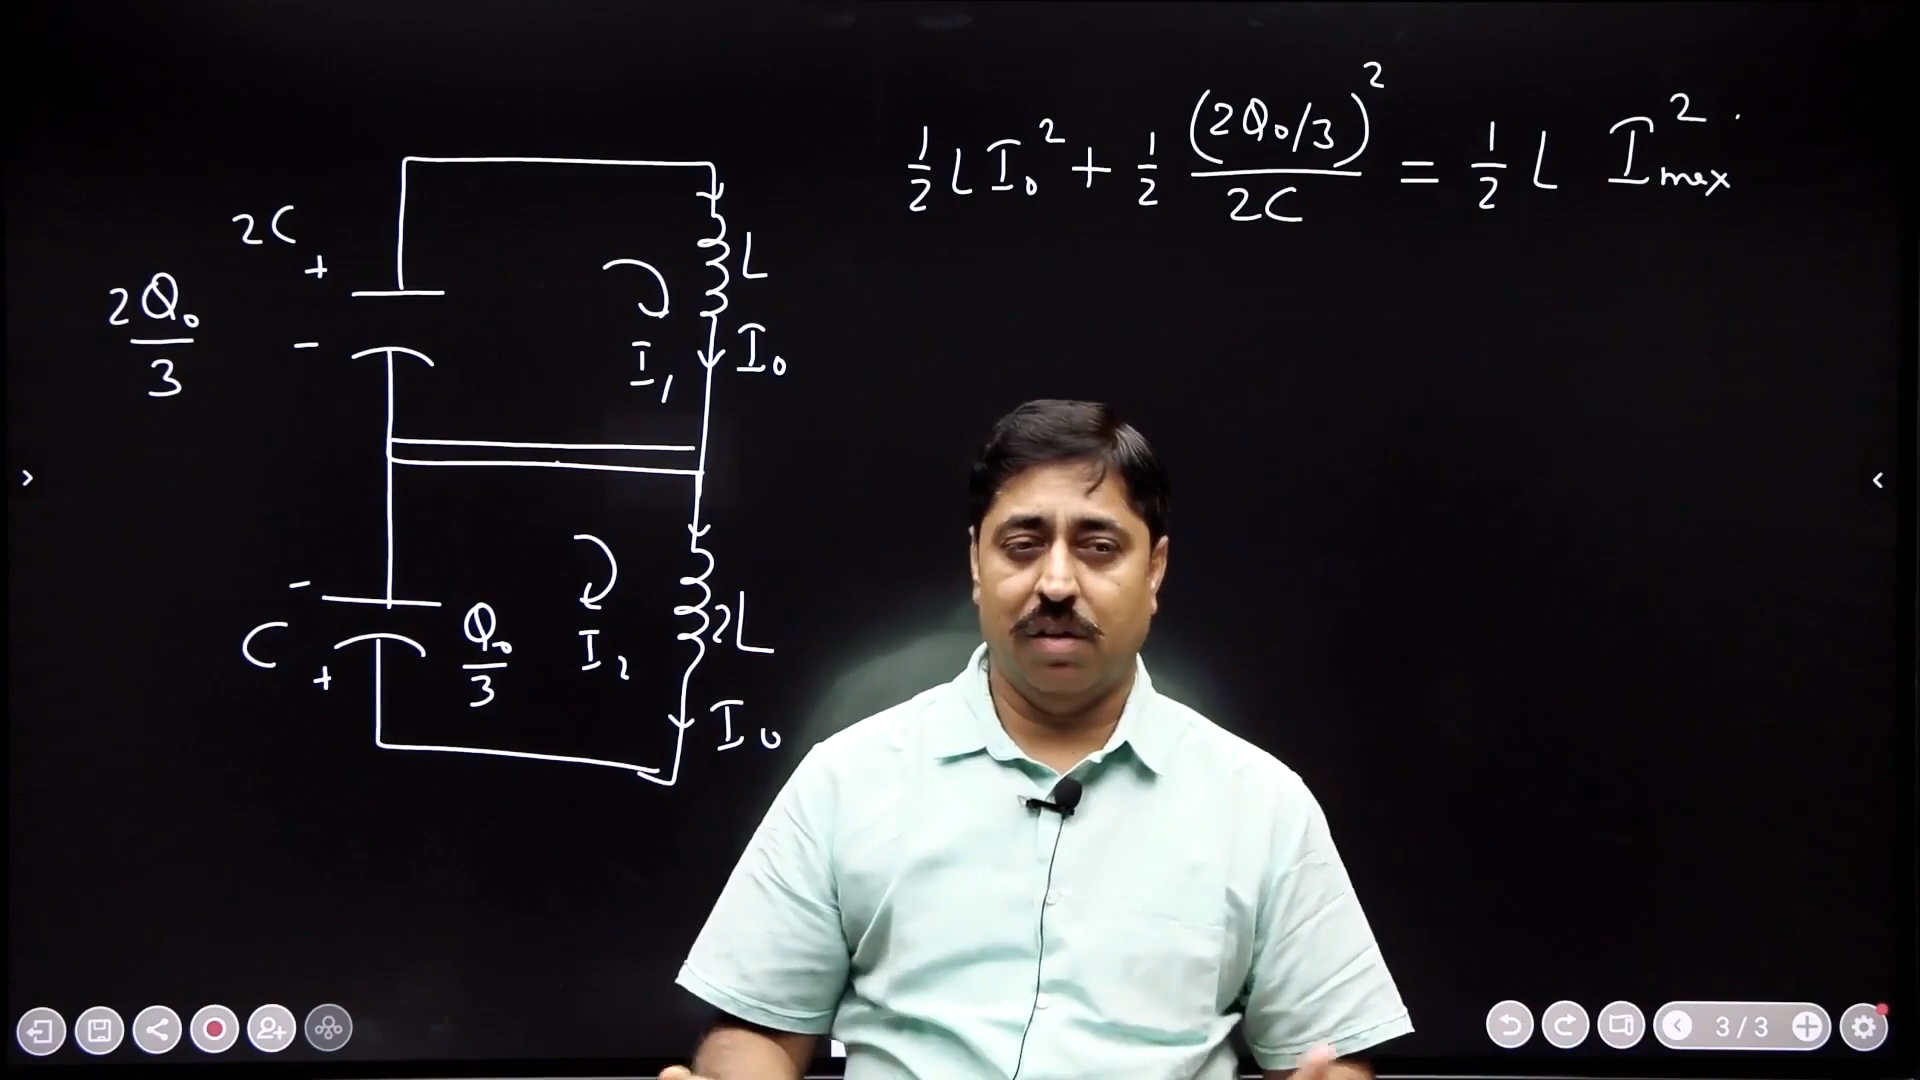 ½ L I₀² + ½ (2Q₀/3)² / 2C = ½ L I²max
2C
+
-
2Q₀/3
L
I₁
I₀
-
C
+
Q₀/3
I₂
2L
I₀
3/3